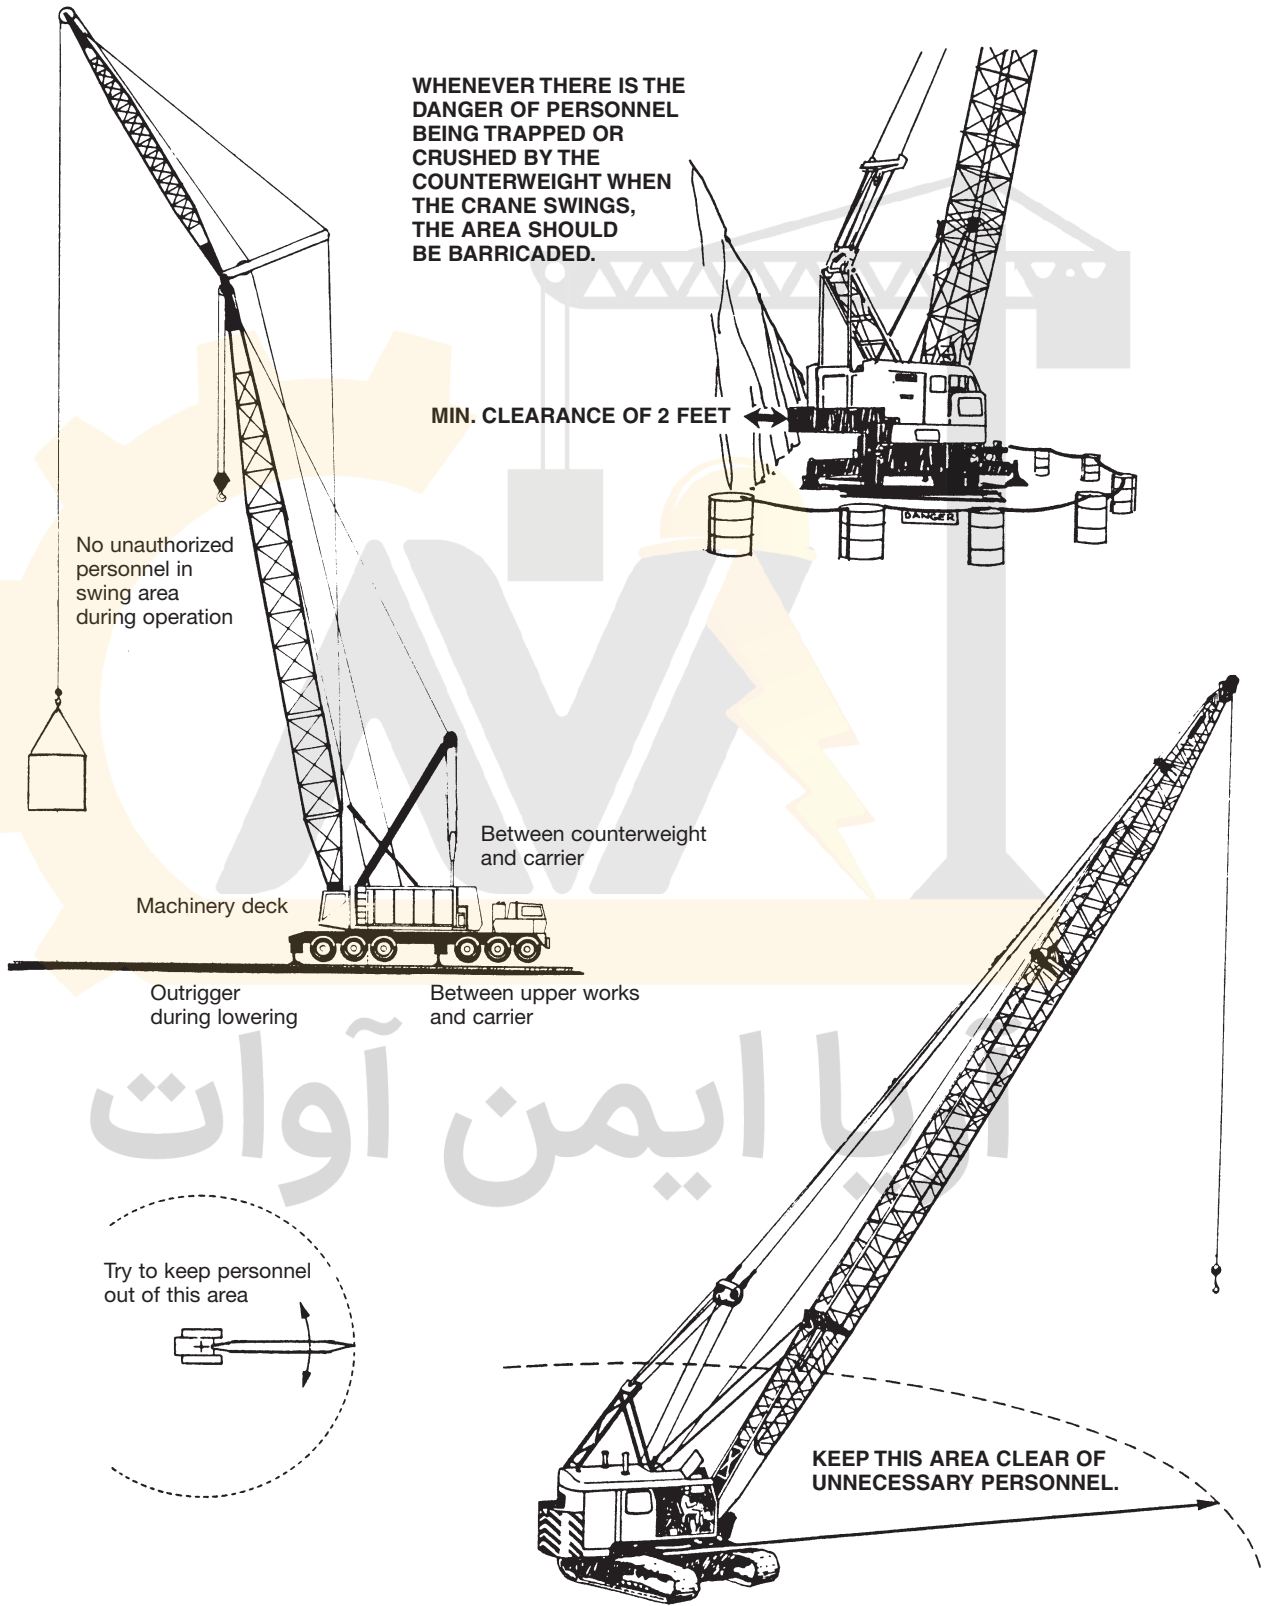 WHENEVER THERE IS THE
DANGER OF PERSONNEL
BEING TRAPPED OR
CRUSHED BY THE
COUNTERWEIGHT WHEN
THE CRANE SWINGS,
THE AREA SHOULD
BE BARRICADED.
MIN. CLEARANCE OF 2 FEET
DANGER
No unauthorized
personnel in
swing area
during operation
Between counterweight
and carrier
Machinery deck
Outrigger
during lowering
Between upper works
and carrier
آریا ایمن آوات
Try to keep personnel
out of this area
KEEP THIS AREA CLEAR OF
UNNECESSARY PERSONNEL.